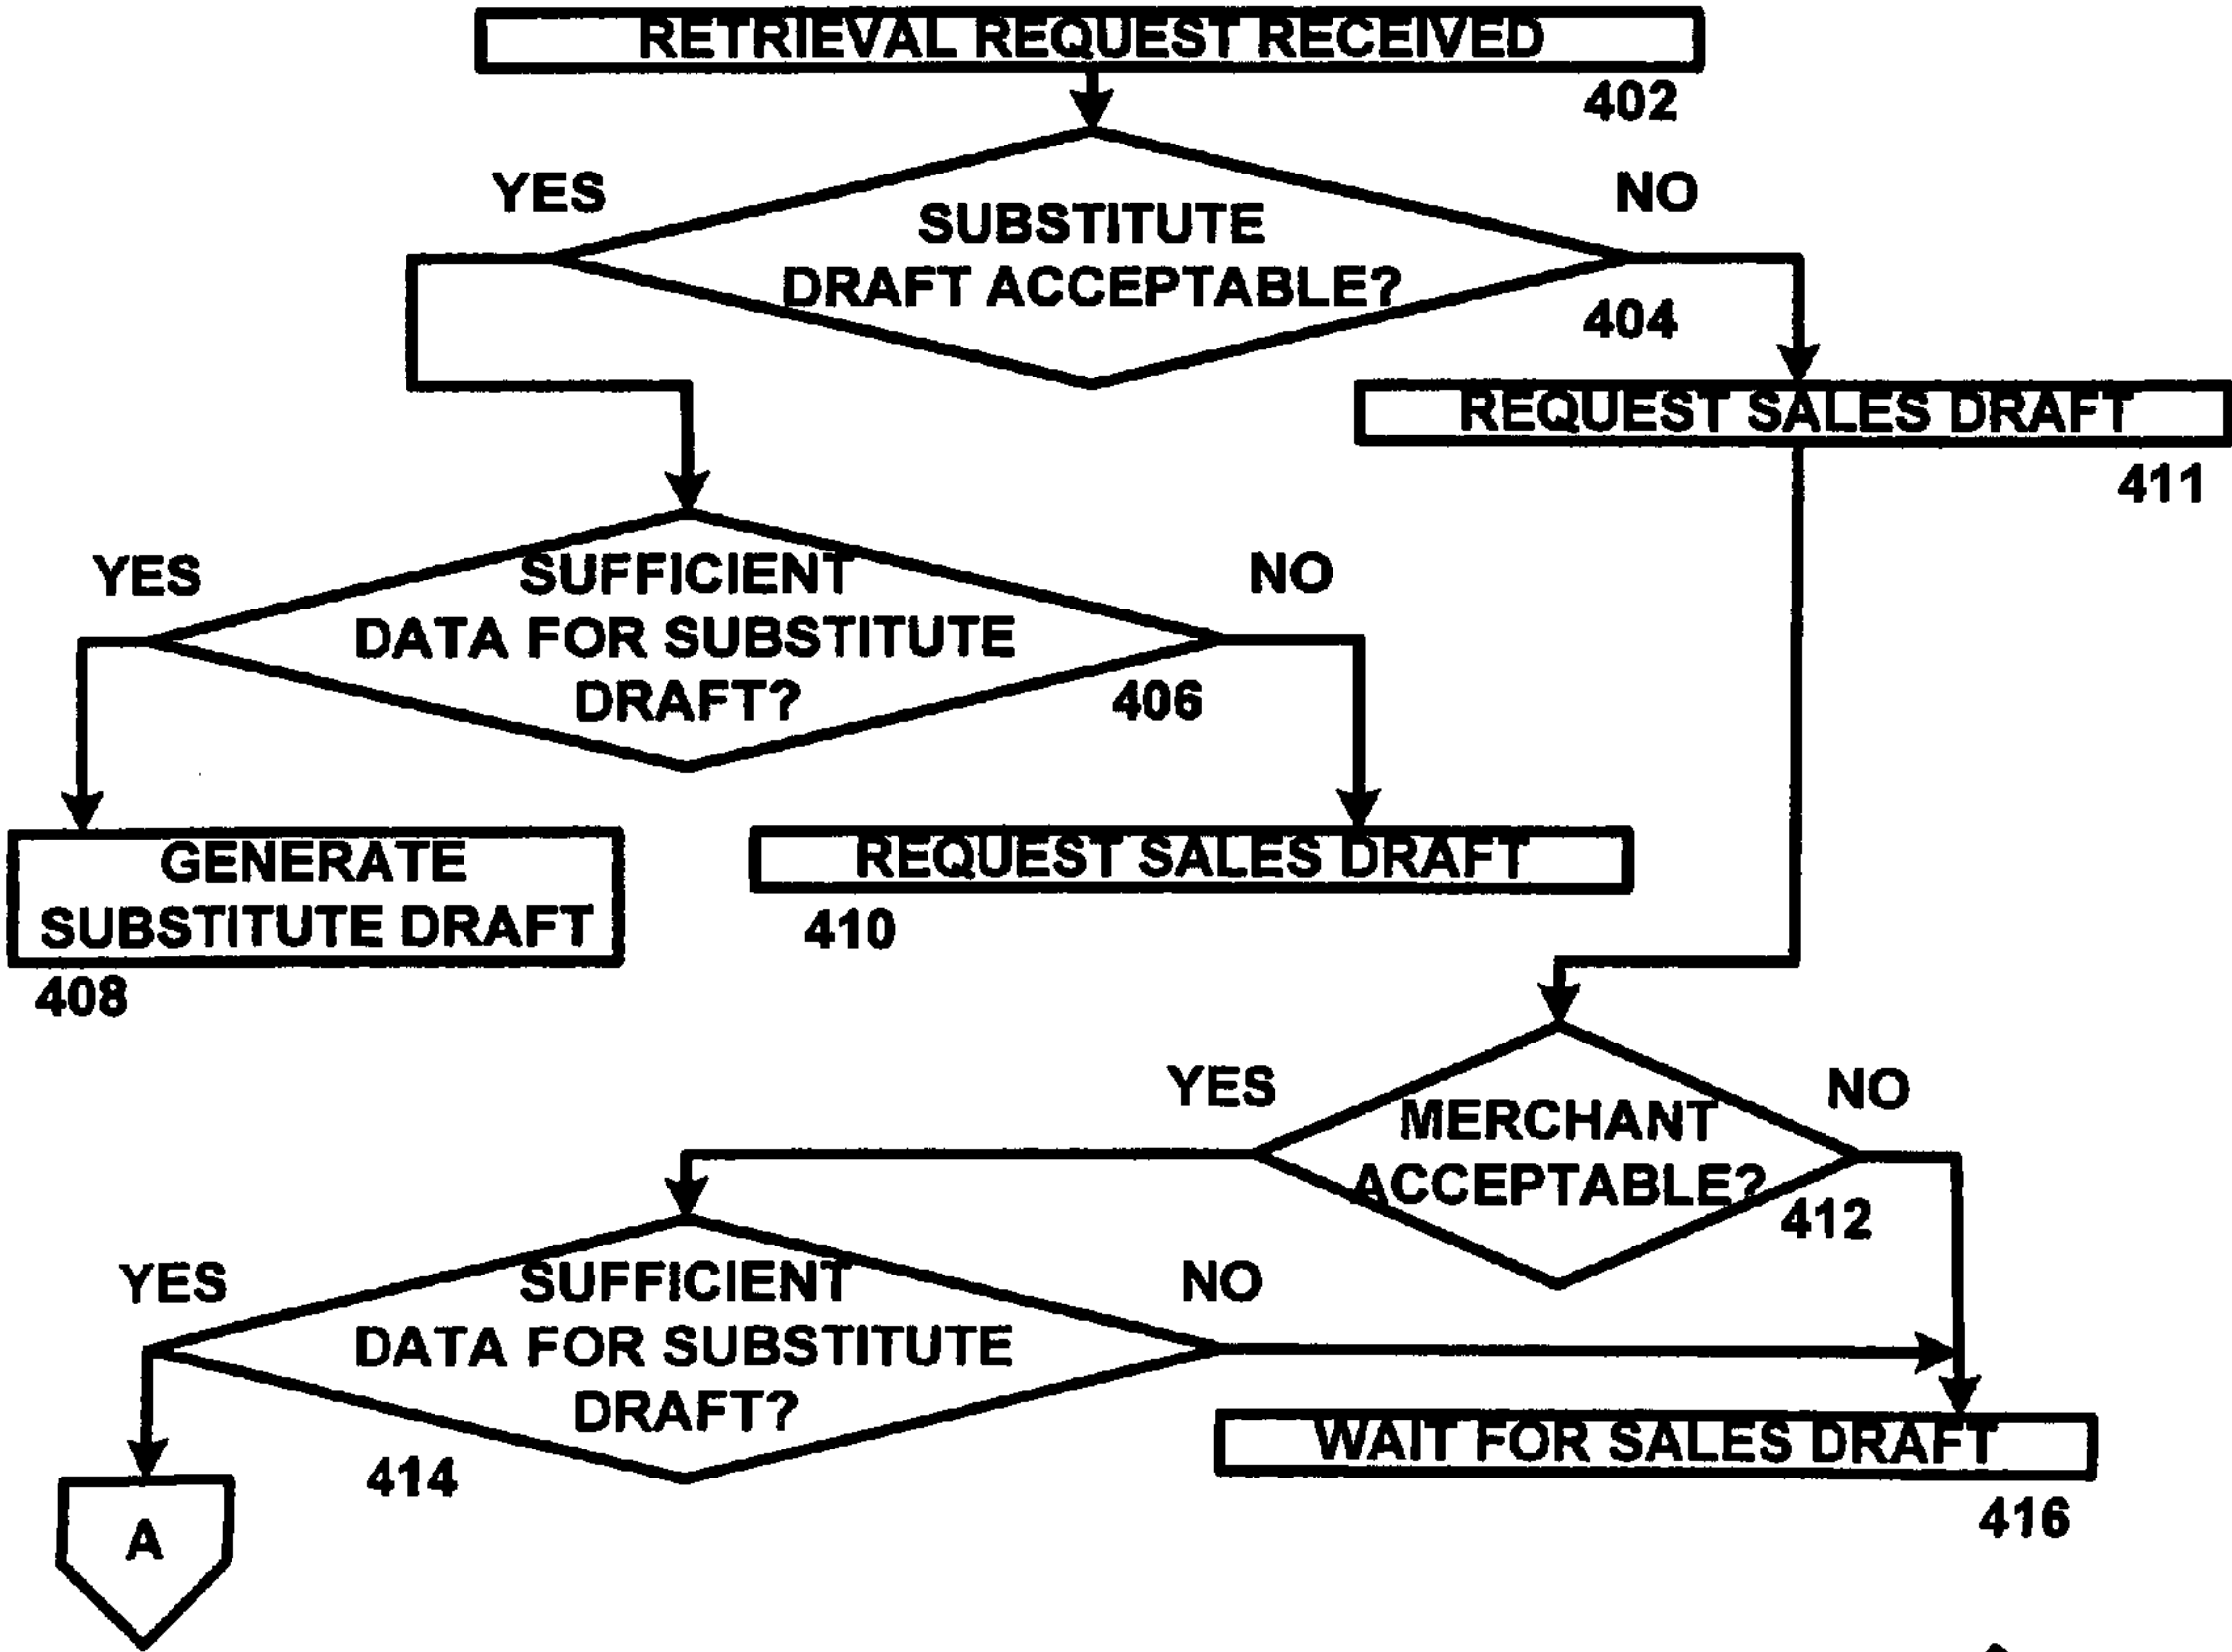 RETRIEVAL REQUEST RECEIVED
402
YES
NO
SUBSTITUTE
DRAFT ACCEPTABLE?
404
REQUEST SALES DRAFT
411
YES
SUFFICIENT
NO
DATA FOR SUBSTITUTE
DRAFT?
406
GENERATE
SUBSTITUTE DRAFT
408
REQUEST SALES DRAFT
410
YES
NO
MERCHANT
ACCEPTABLE?
412
YES
SUFFICIENT
NO
DATA FOR SUBSTITUTE
DRAFT?
414
WAIT FOR SALES DRAFT
416
A